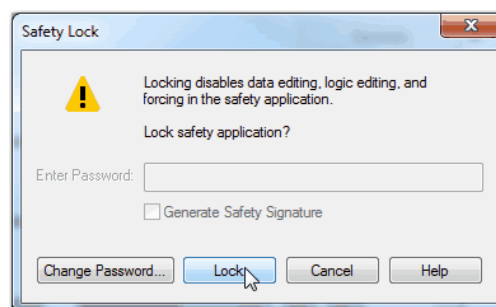 Safety Lock
Locking disables data editing, logic editing, and
forcing in the safety application.
Lock safety application?
Enter Password:
Generate Safety Signature
Change Password... Lock Cancel Help